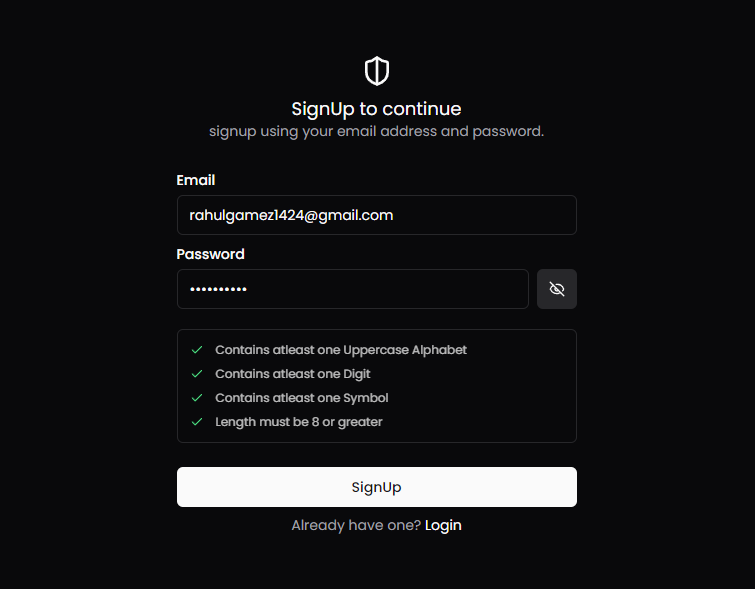 SignUp to continue
signup using your email address and password.
Email
rahulgamez1424@gmail.com
Password
••••••••••
Contains atleast one Uppercase Alphabet
Contains atleast one Digit
Contains atleast one Symbol
Length must be 8 or greater
SignUp
Already have one? Login